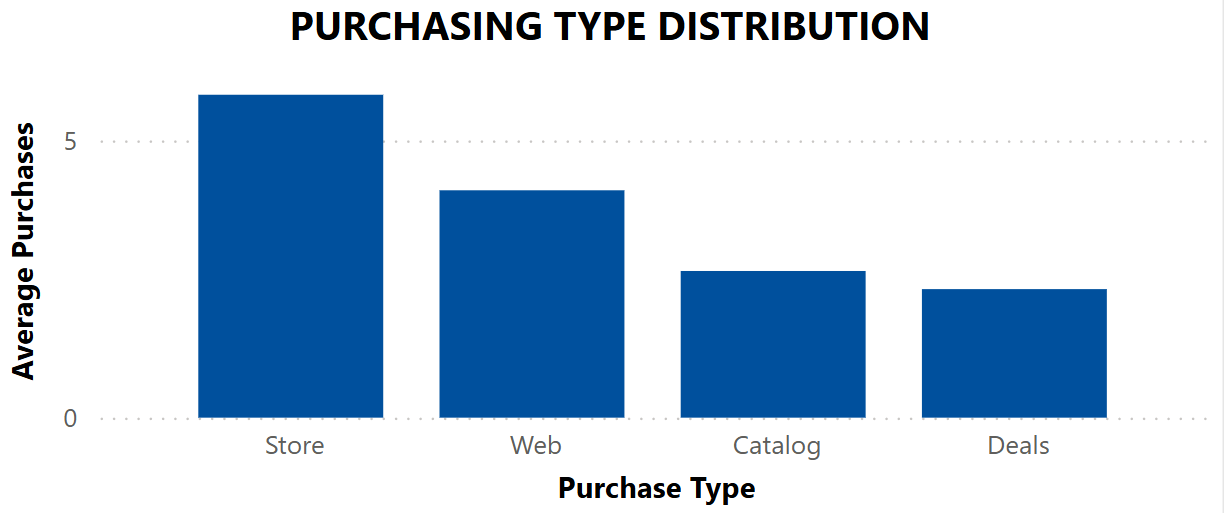 PURCHASING TYPE DISTRIBUTION
Average Purchases
5
0
Store Web Catalog Deals
Purchase Type